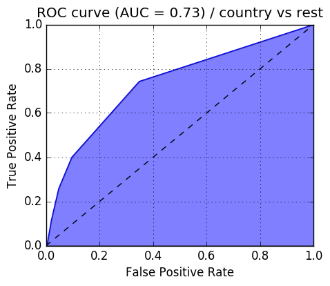 ROC curve (AUC = 0.73) / country vs rest
1.0
0.8
0.6
0.4
0.2
0.0
True Positive Rate
0.0 0.2 0.4 0.6 0.8 1.0
False Positive Rate